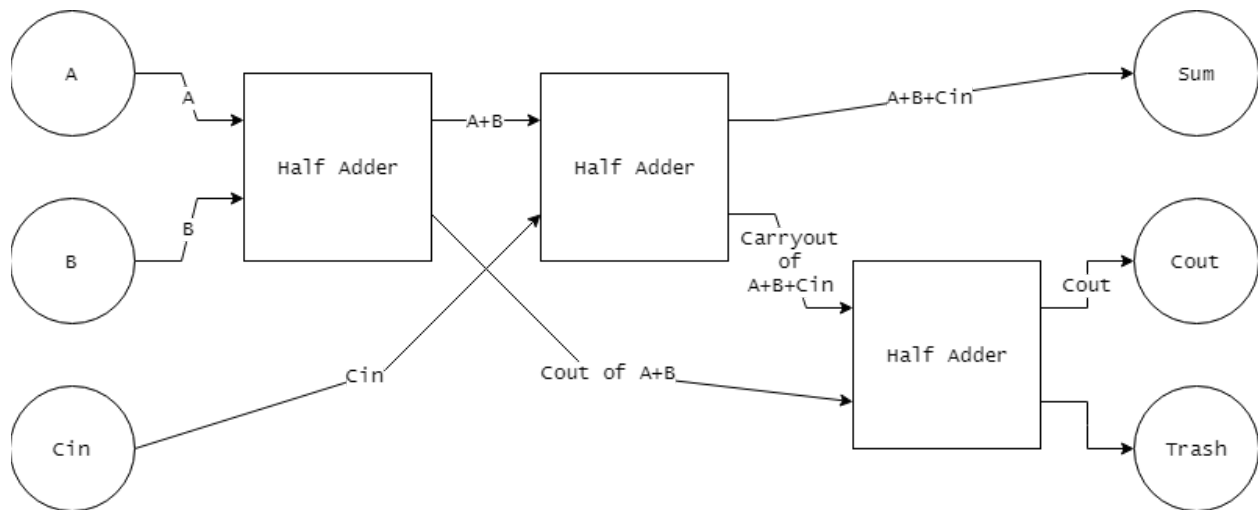 A
A
B
B
Cin
Cin
Half Adder
A+B
Cout of A+B
Half Adder
A+B+Cin
Carryout
of
A+B+Cin
Half Adder
Cout
Sum
Cout
Trash